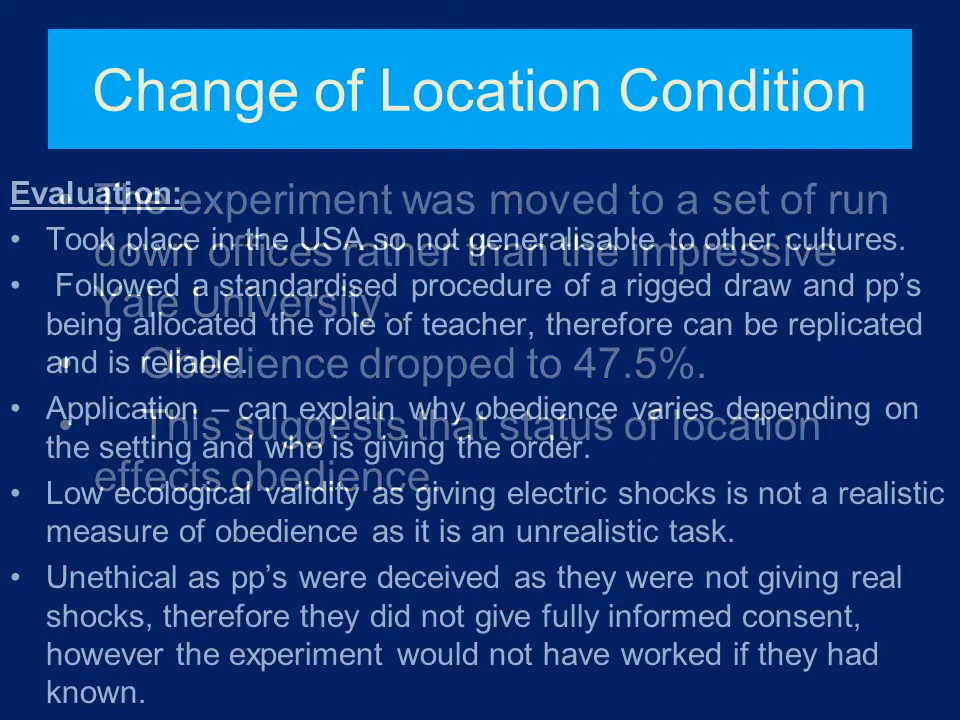 Change of Location Condition
• The experiment was moved to a set of run
down offices rather than the impressive
Yale University.
• Obedience dropped to 47.5%.
• This suggests that status of location
effects obedience.
Evaluation:
• Took place in the USA so not generalisable to other cultures.
• Followed a standardised procedure of a rigged draw and pp’s
being allocated the role of teacher, therefore can be replicated
and is reliable.
• Application – can explain why obedience varies depending on
the setting and who is giving the order.
• Low ecological validity as giving electric shocks is not a realistic
measure of obedience as it is an unrealistic task.
• Unethical as pp’s were deceived as they were not giving real
shocks, therefore they did not give fully informed consent,
however the experiment would not have worked if they had
known.